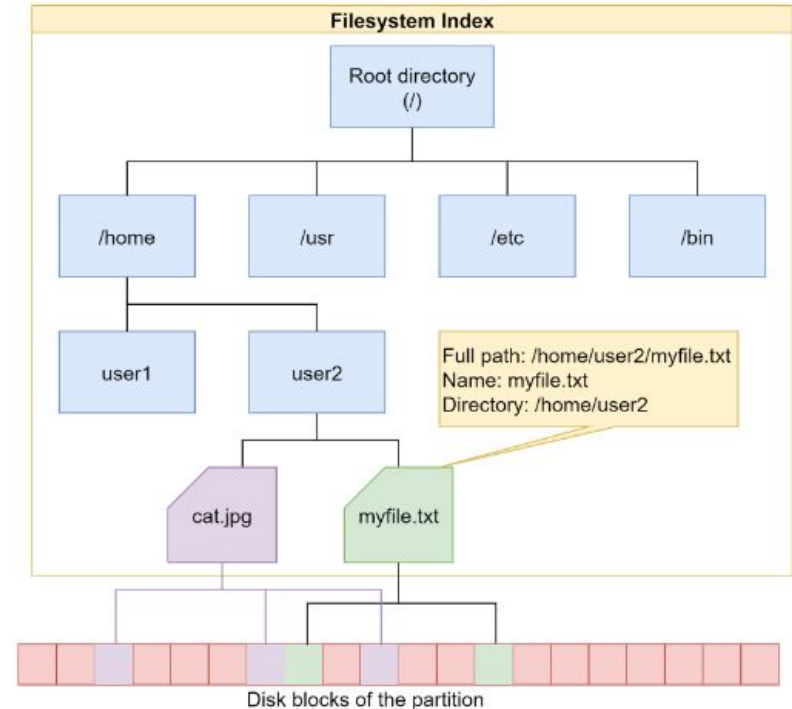 Filesystem Index
Root directory
(/)
/home
/usr
/etc
/bin
user1
user2
Full path: /home/user2/myfile.txt
Name: myfile.txt
Directory: /home/user2
cat.jpg
myfile.txt
Disk blocks of the partition